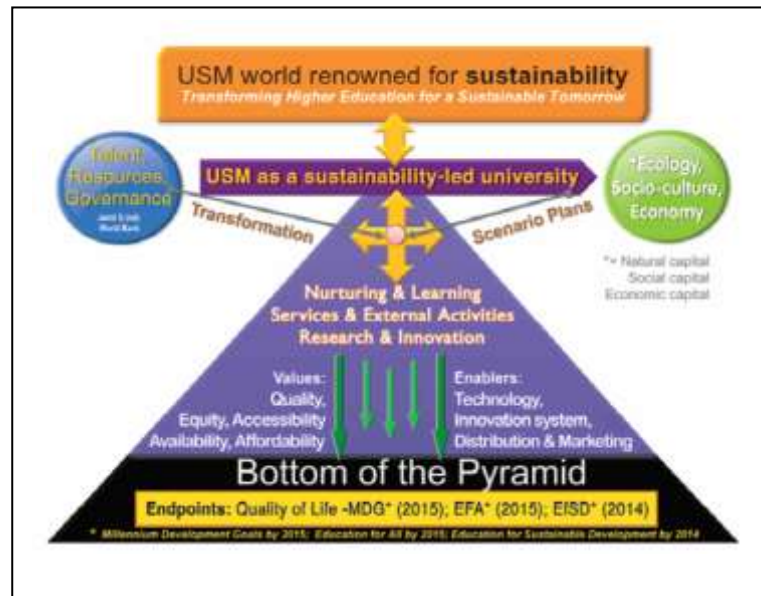 USM world renowned for sustainability
Transforming Higher Education for a Sustainable Tomorrow
Talent,
Resources,
Governance
World Bank
USM as a sustainability-led university
*Ecology,
Socio-culture,
Economy
Transformation
Scenario Plans
*= Natural capital
Social capital
Economic capital
Nurturing & Learning
Services & External Activities
Research & Innovation
Values:
Quality,
Equity, Accessibility
Availability, Affordability
Enablers:
Technology,
Innovation system,
Distribution & Marketing
Bottom of the Pyramid
Endpoints: Quality of Life -MDG* (2015); EFA* (2015); EfSD* (2014)
* Millennium Development Goals by 2015; Education for All by 2015; Education for Sustainable Development by 2014